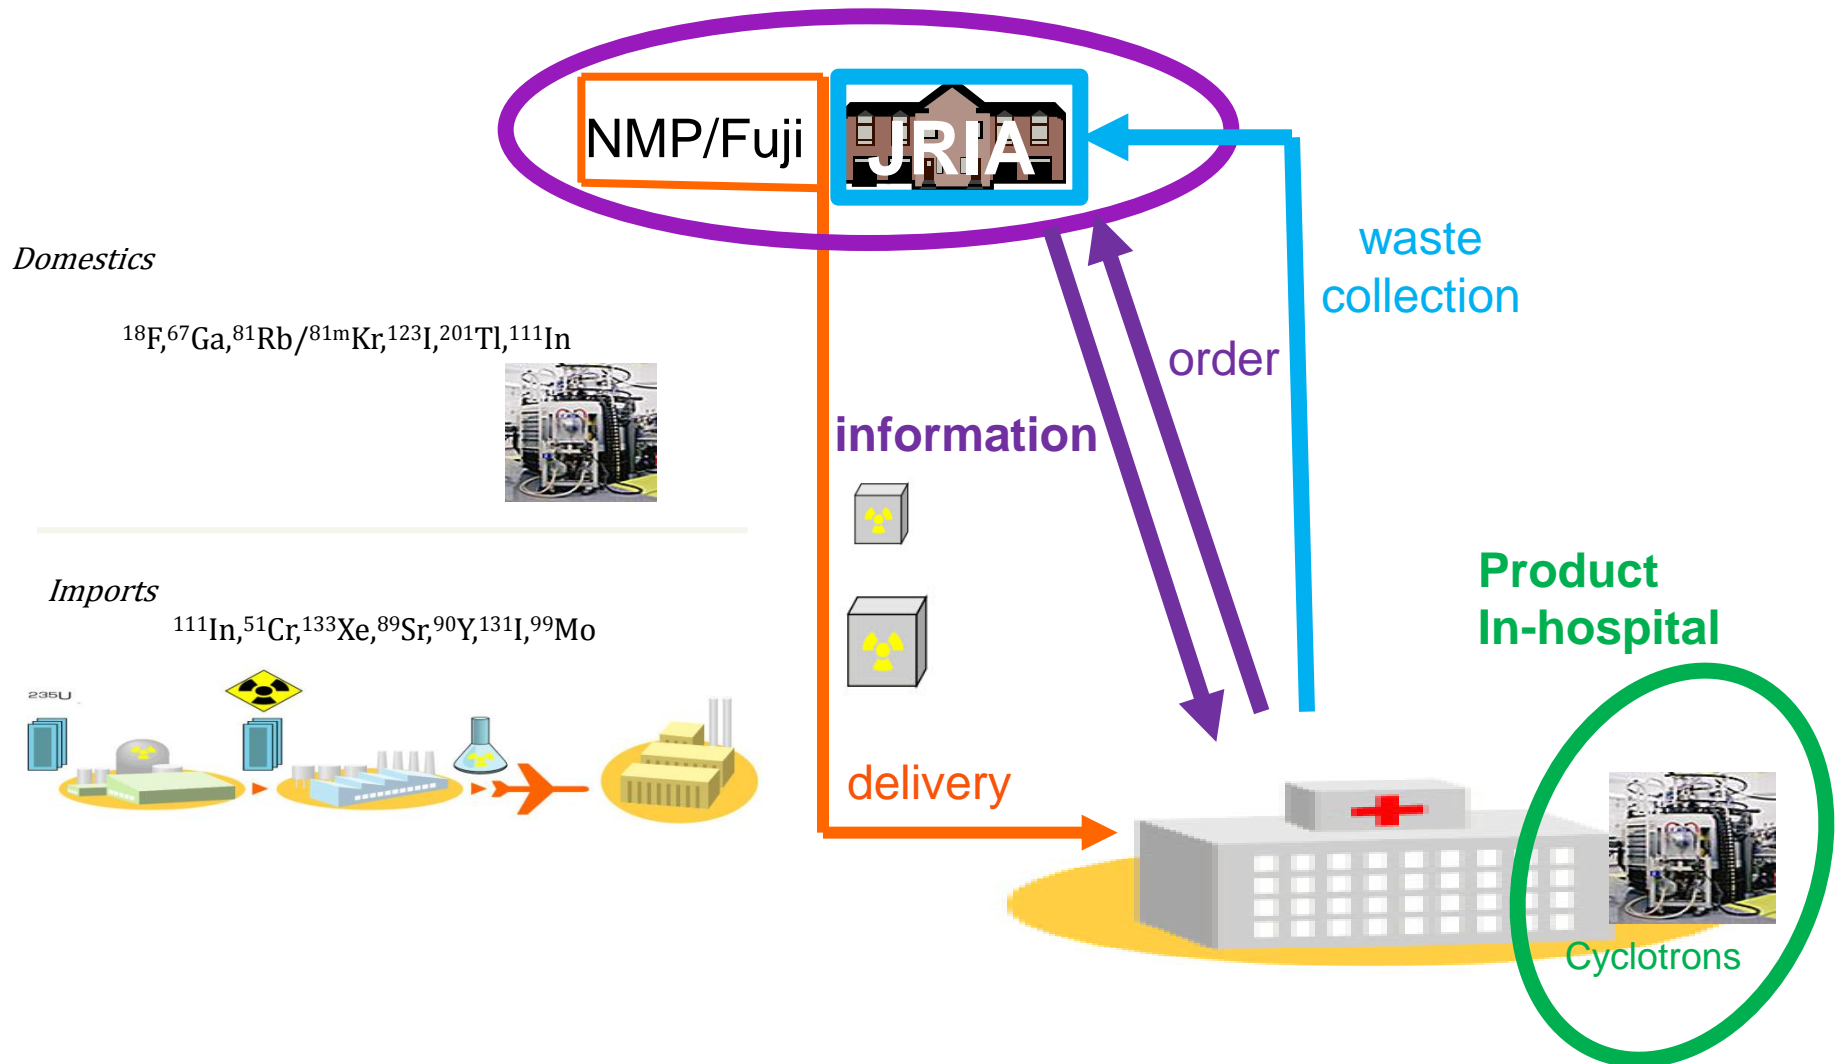 NMP/Fuji
JRIA
waste
collection
Domestics
¹⁸F,⁶⁷Ga,⁸¹Rb/⁸¹ᵐKr,¹²³I,²⁰¹Tl,¹¹¹In
order
information
Product
In-hospital
Imports
¹¹¹In,⁵¹Cr,¹³³Xe,⁸⁹Sr,⁹⁰Y,¹³¹I,⁹⁹Mo
235U
delivery
Cyclotrons